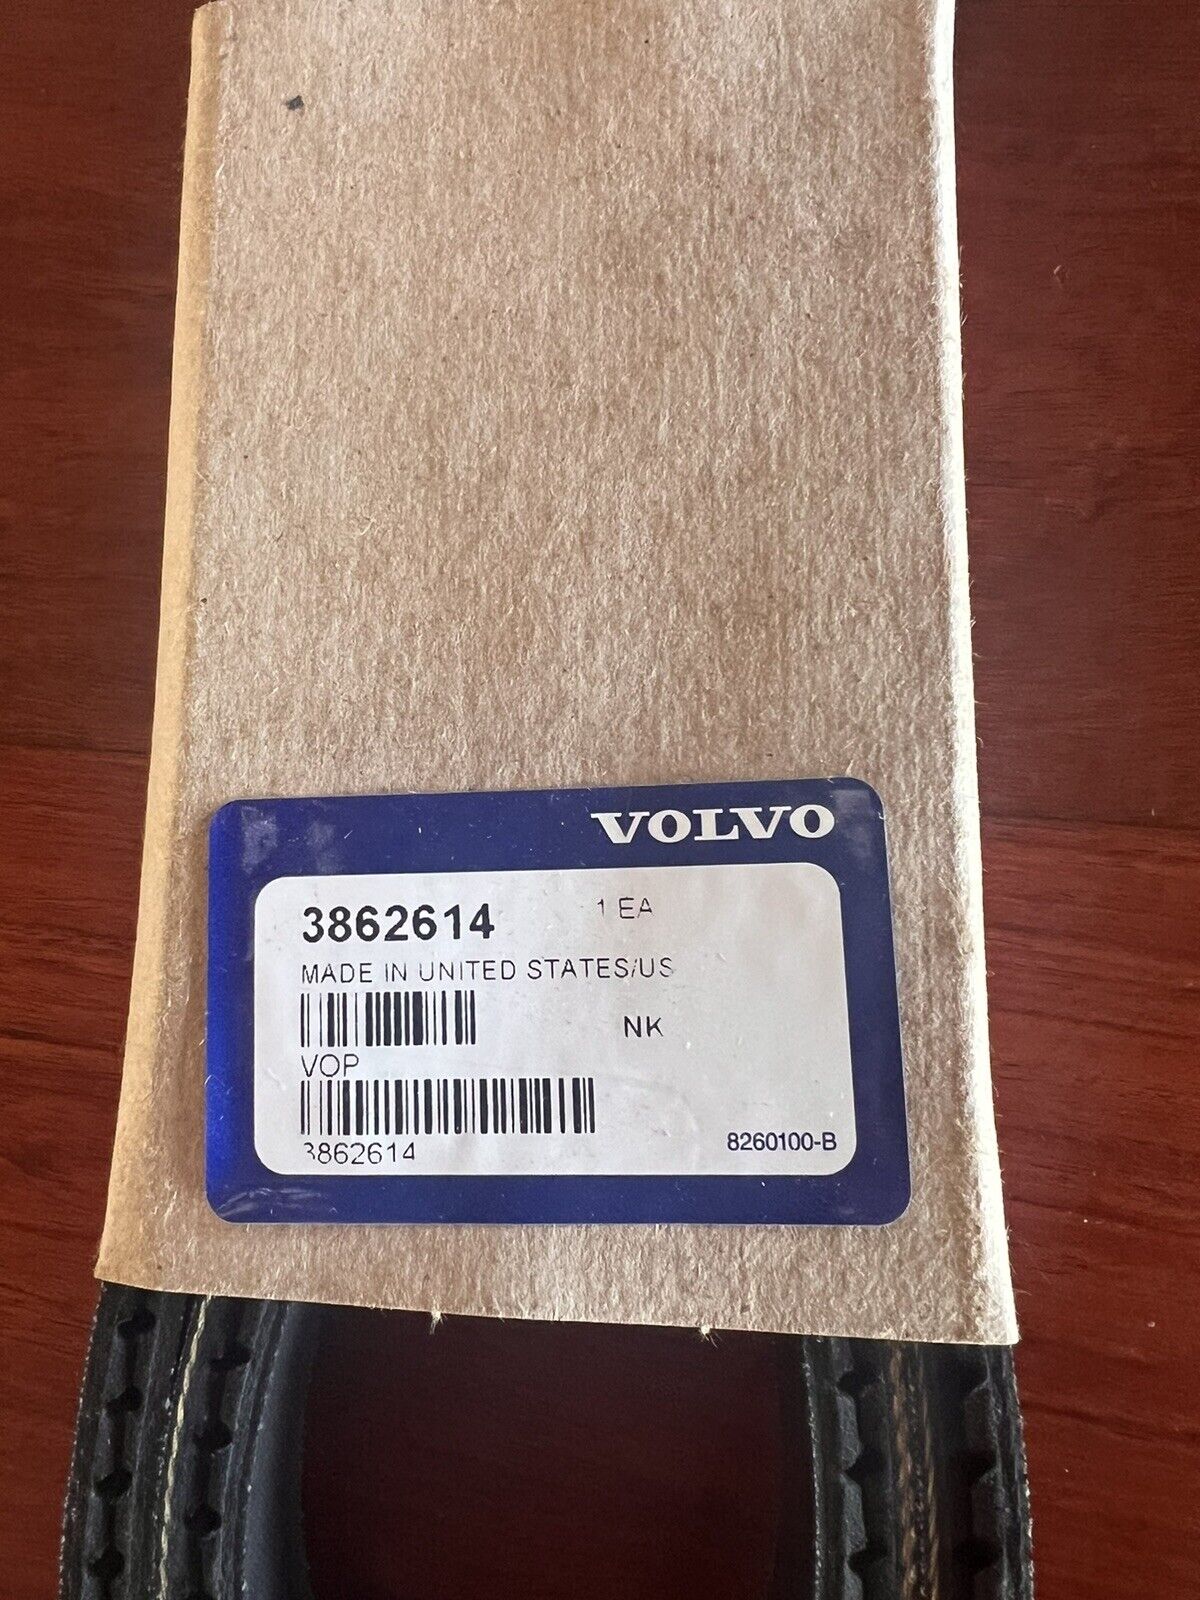 VOLVO
3862614 1 EA
MADE IN UNITED STATES/US
NK
VOP
3862614
8260100-B